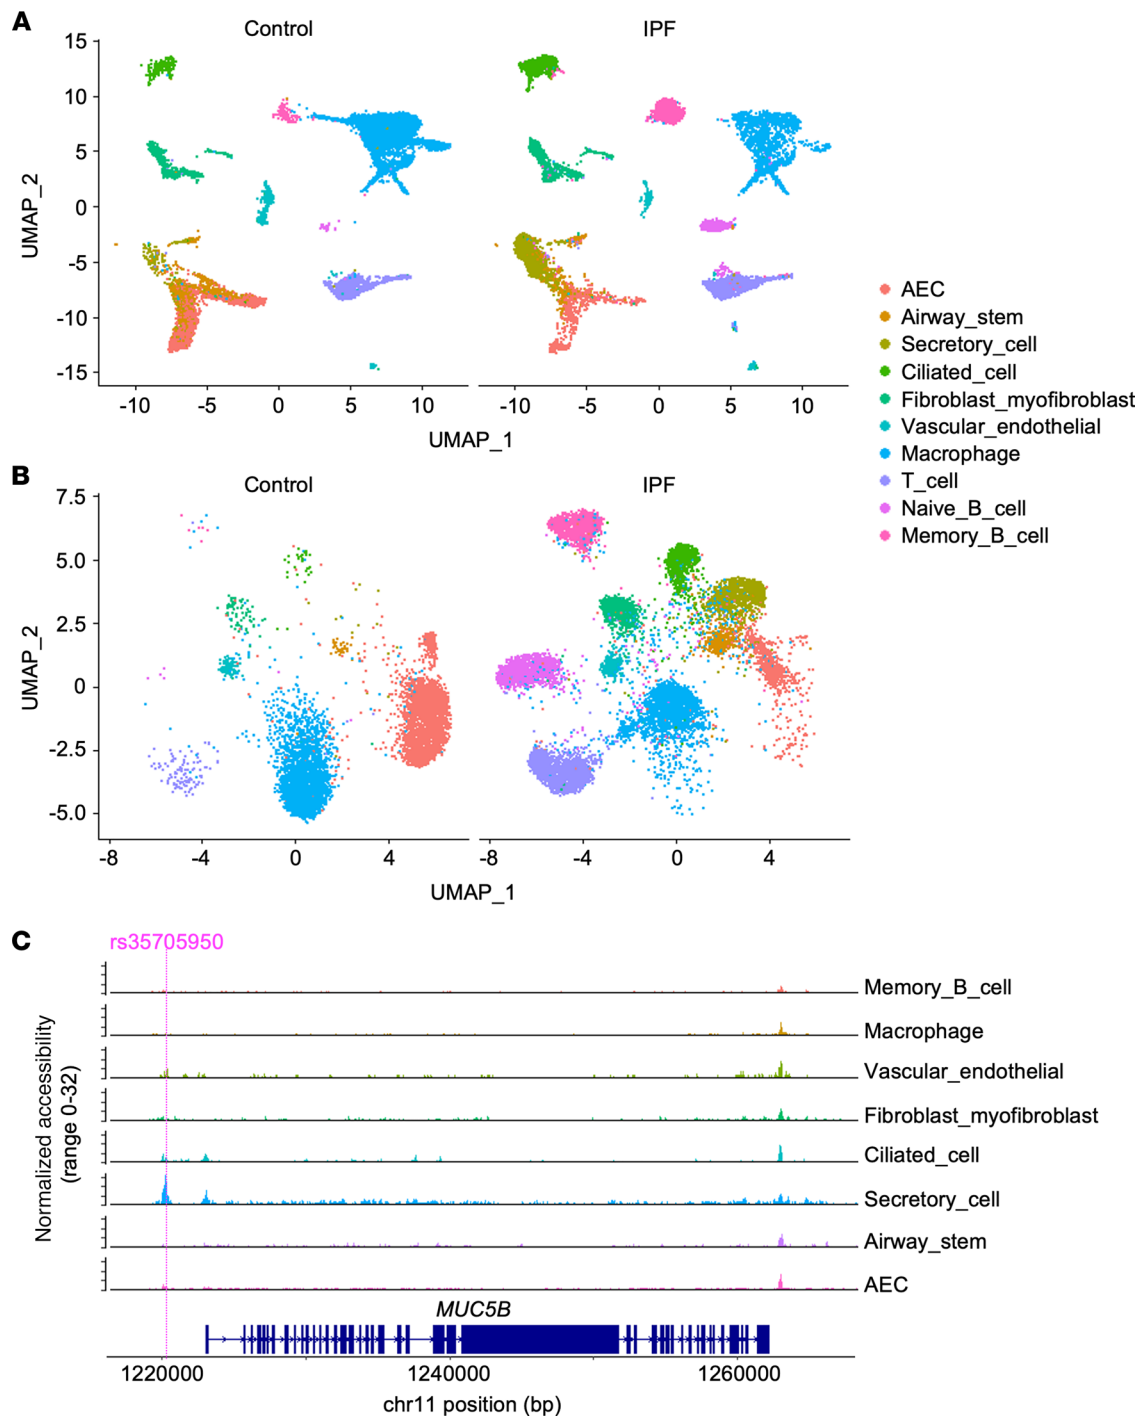 A
Control
IPF
15
10
5
0
-5
-10
-15
UMAP_2
-10
-5
0
5
10
-10
-5
0
5
10
UMAP_1
AEC
Airway_stem
Secretory_cell
Ciliated_cell
Fibroblast_myofibroblast
Vascular_endothelial
Macrophage
T_cell
Naive_B_cell
Memory_B_cell
B
Control
IPF
7.5
5.0
2.5
0
-2.5
-5.0
UMAP_2
-8
-4
0
4
-8
-4
0
4
UMAP_1
C
rs35705950
Normalized accessibility
(range 0-32)
Memory_B_cell
Macrophage
Vascular_endothelial
Fibroblast_myofibroblast
Ciliated_cell
Secretory_cell
Airway_stem
AEC
MUC5B
1220000
1240000
1260000
chr11 position (bp)